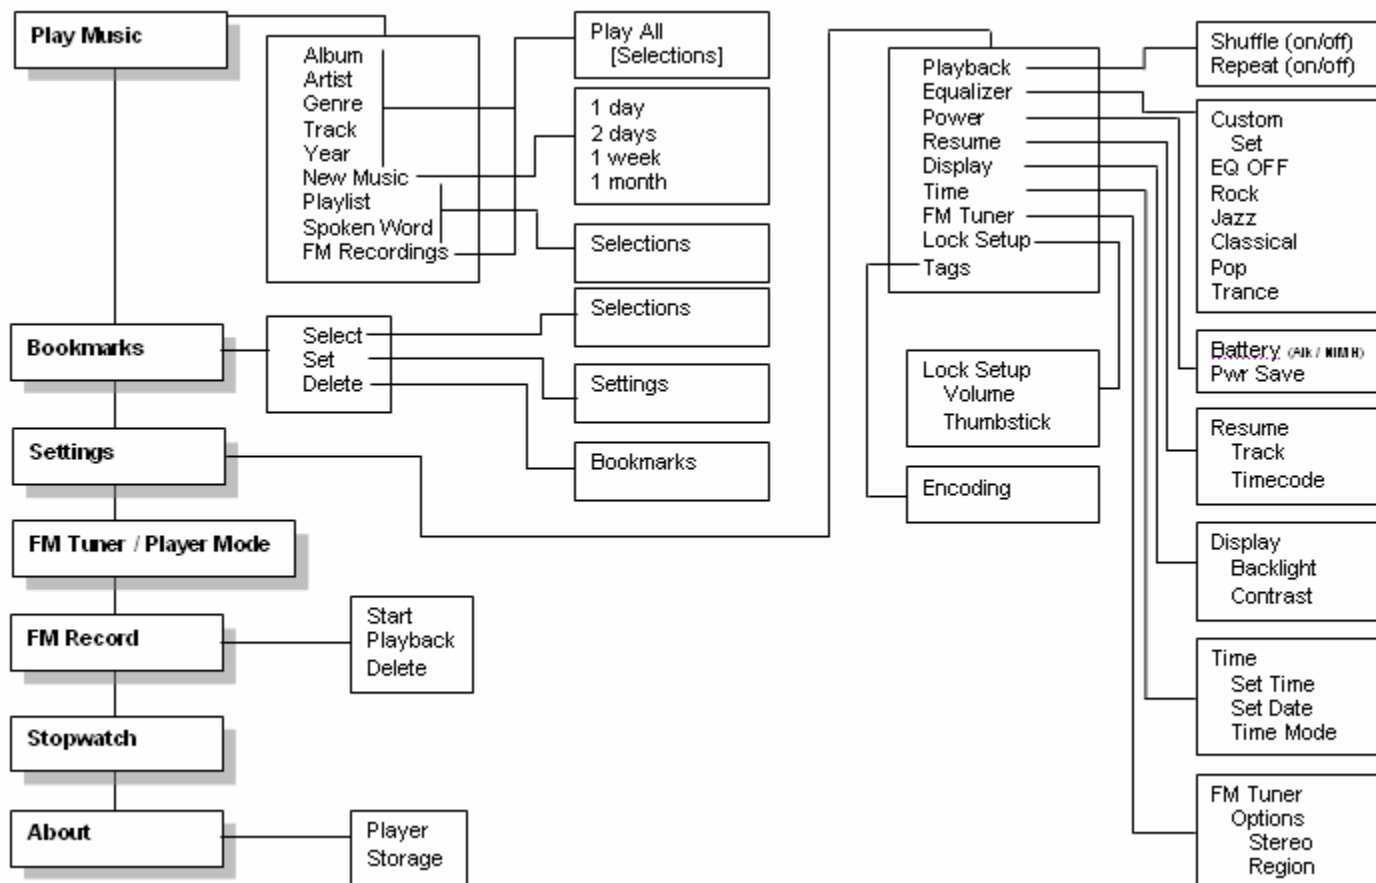 Play Music
Album
Artist
Genre
Track
Year
New Music
Playlist
Spoken Word
FM Recordings
Play All
[Selections]
1 day
2 days
1 week
1 month
Selections
Bookmarks
Select
Set
Delete
Selections
Settings
Bookmarks
Settings
Playback
Equalizer
Power
Resume
Display
Time
FM Tuner
Lock Setup
Tags
Shuffle (on/off)
Repeat (on/off)
Custom
Set
EQ OFF
Rock
Jazz
Classical
Pop
Trance
Battery (Alk / NiMH)
Pwr Save
Resume
Track
Timecode
Display
Backlight
Contrast
Time
Set Time
Set Date
Time Mode
FM Tuner
Options
Stereo
Region
Lock Setup
Volume
Thumbstick
Encoding
FM Tuner / Player Mode
FM Record
Start
Playback
Delete
Stopwatch
About
Player
Storage